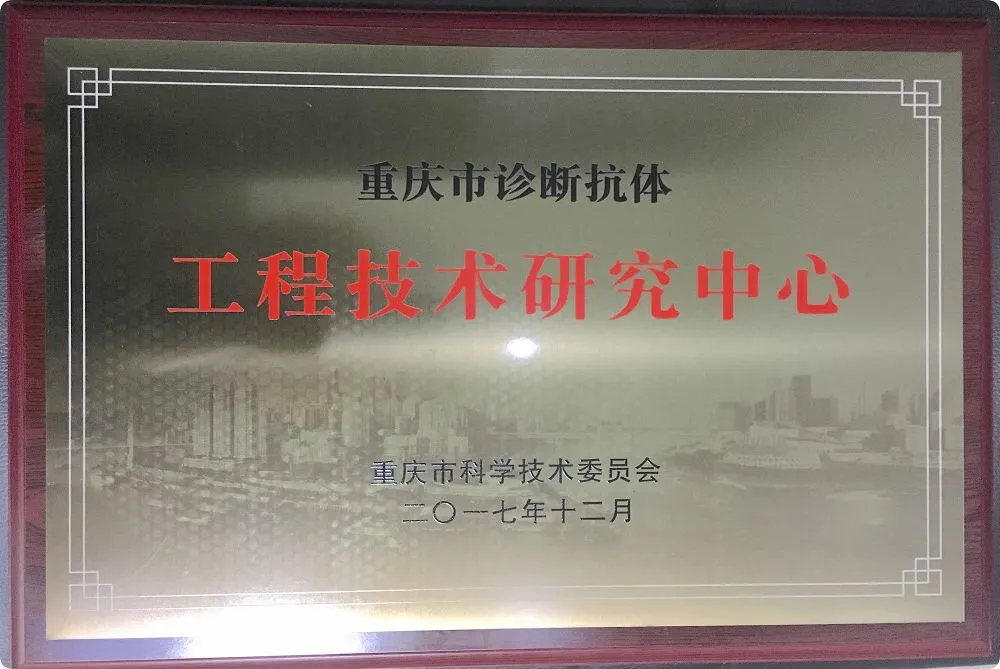 重庆市诊断抗体
工程技术研究中心
重庆市科学技术委员会
二〇一七年十二月